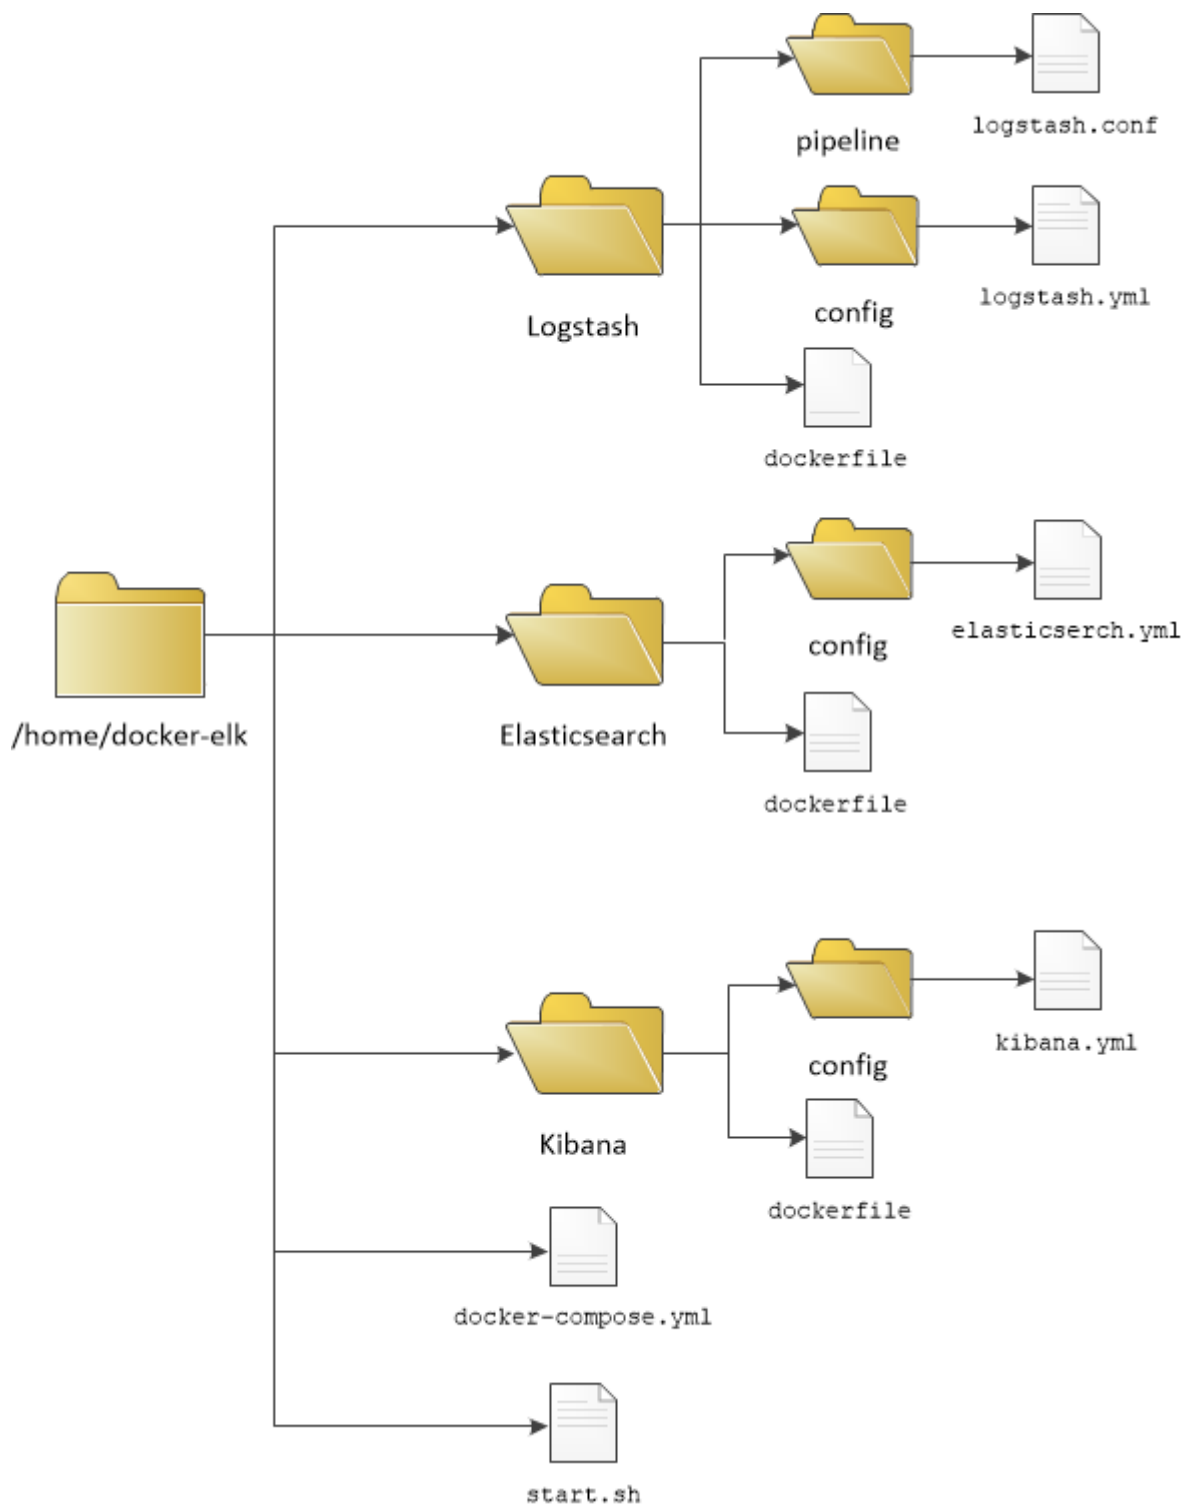 logstash.conf
pipeline
logstash.yml
config
Logstash
dockerfile
elasticserch.yml
config
/home/docker-elk
Elasticsearch
dockerfile
kibana.yml
config
Kibana
dockerfile
docker-compose.yml
start.sh